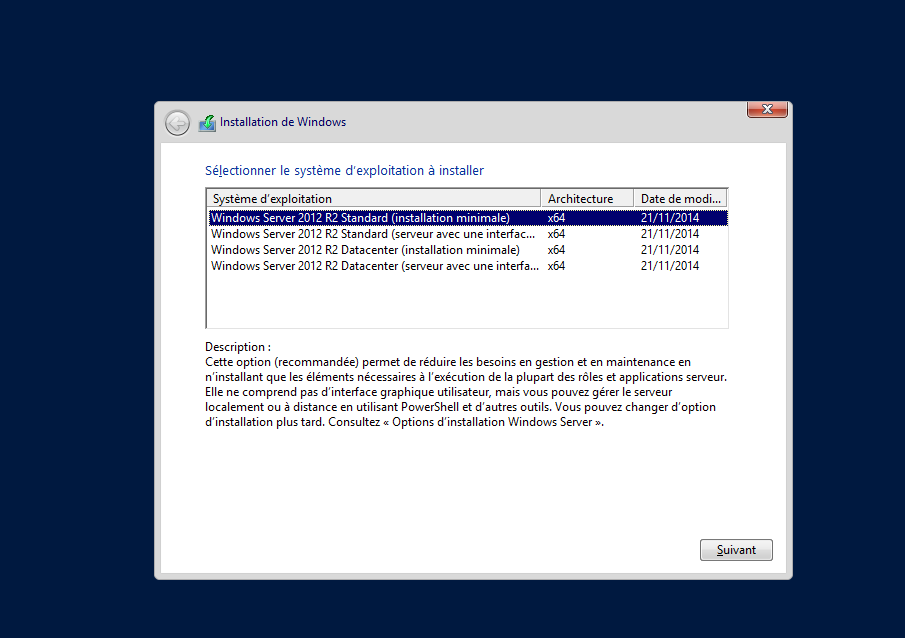 Installation de Windows
Sélectionner le système d'exploitation à installer
Système d'exploitation Architecture Date de modi...
Windows Server 2012 R2 Standard (installation minimale) x64 21/11/2014
Windows Server 2012 R2 Standard (serveur avec une interfac... x64 21/11/2014
Windows Server 2012 R2 Datacenter (installation minimale) x64 21/11/2014
Windows Server 2012 R2 Datacenter (serveur avec une interfa... x64 21/11/2014
Description :
Cette option (recommandée) permet de réduire les besoins en gestion et en maintenance en
n'installant que les éléments nécessaires à l'exécution de la plupart des rôles et applications serveur.
Elle ne comprend pas d'interface graphique utilisateur, mais vous pouvez gérer le serveur
localement ou à distance en utilisant PowerShell et d'autres outils. Vous pouvez changer d'option
d'installation plus tard. Consultez « Options d'installation Windows Server ».
Suivant